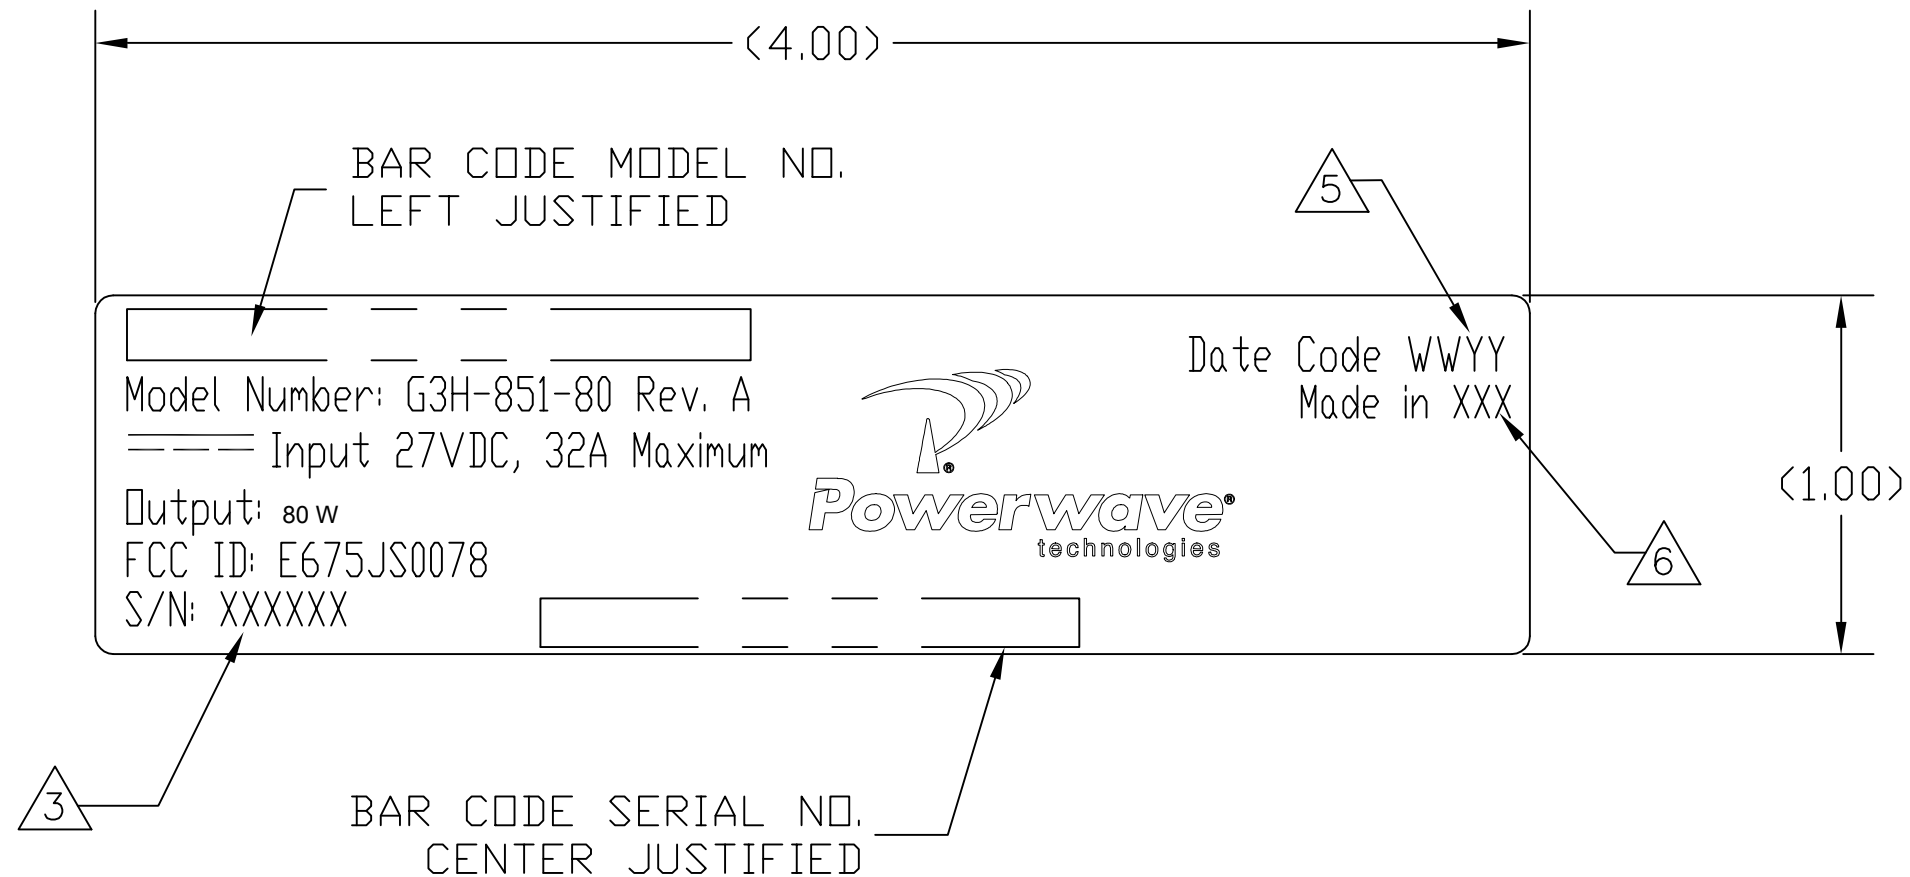 (4.00)
BAR CODE MODEL NO.
LEFT JUSTIFIED
5
Date Code WWYY
Made in XXX
Model Number: G3H-851-80 Rev. A
Input 27VDC, 32A Maximum
Output: 80 W
FCC ID: E675JS0078
S/N: XXXXXX
®
Powerwave®
technologies
(1.00)
6
3
BAR CODE SERIAL NO.
CENTER JUSTIFIED